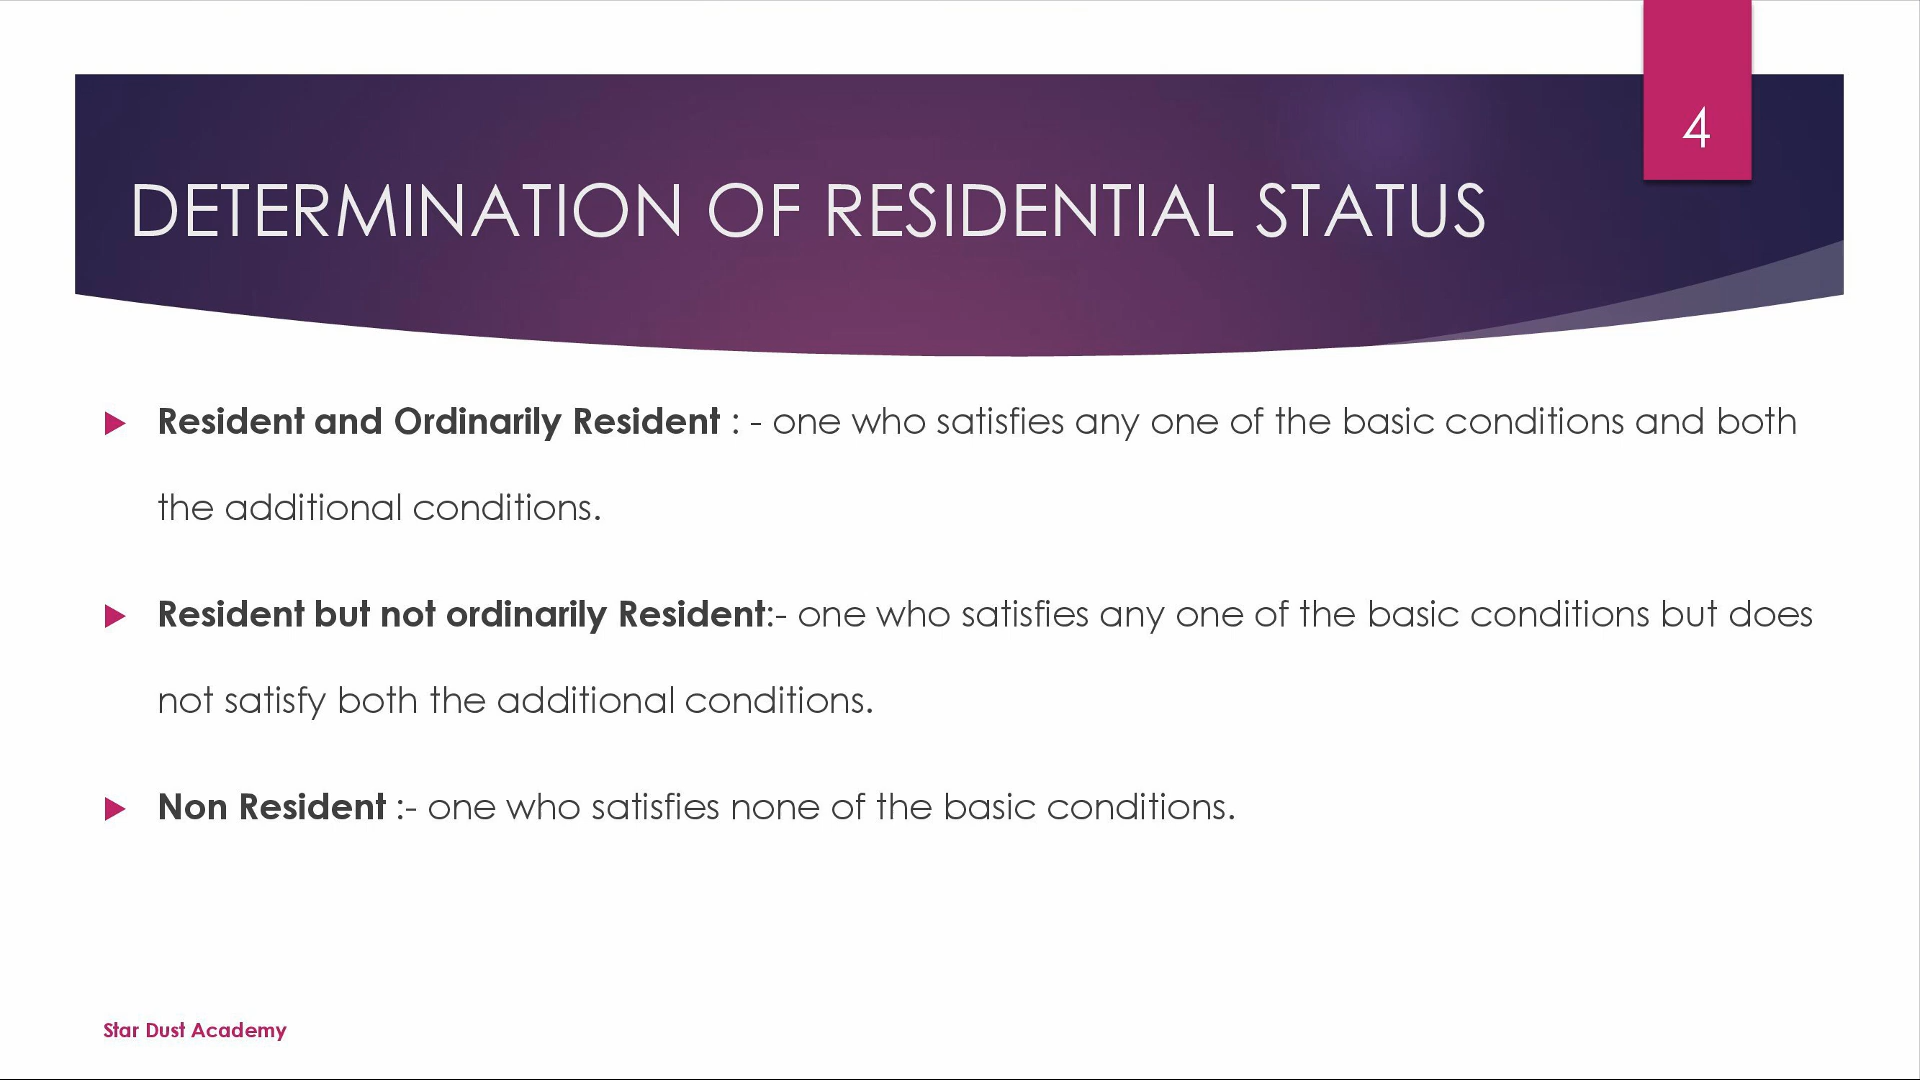 4
DETERMINATION OF RESIDENTIAL STATUS
Resident and Ordinarily Resident : - one who satisfies any one of the basic conditions and both
the additional conditions.
Resident but not ordinarily Resident:- one who satisfies any one of the basic conditions but does
not satisfy both the additional conditions.
Non Resident :- one who satisfies none of the basic conditions.
Star Dust Academy